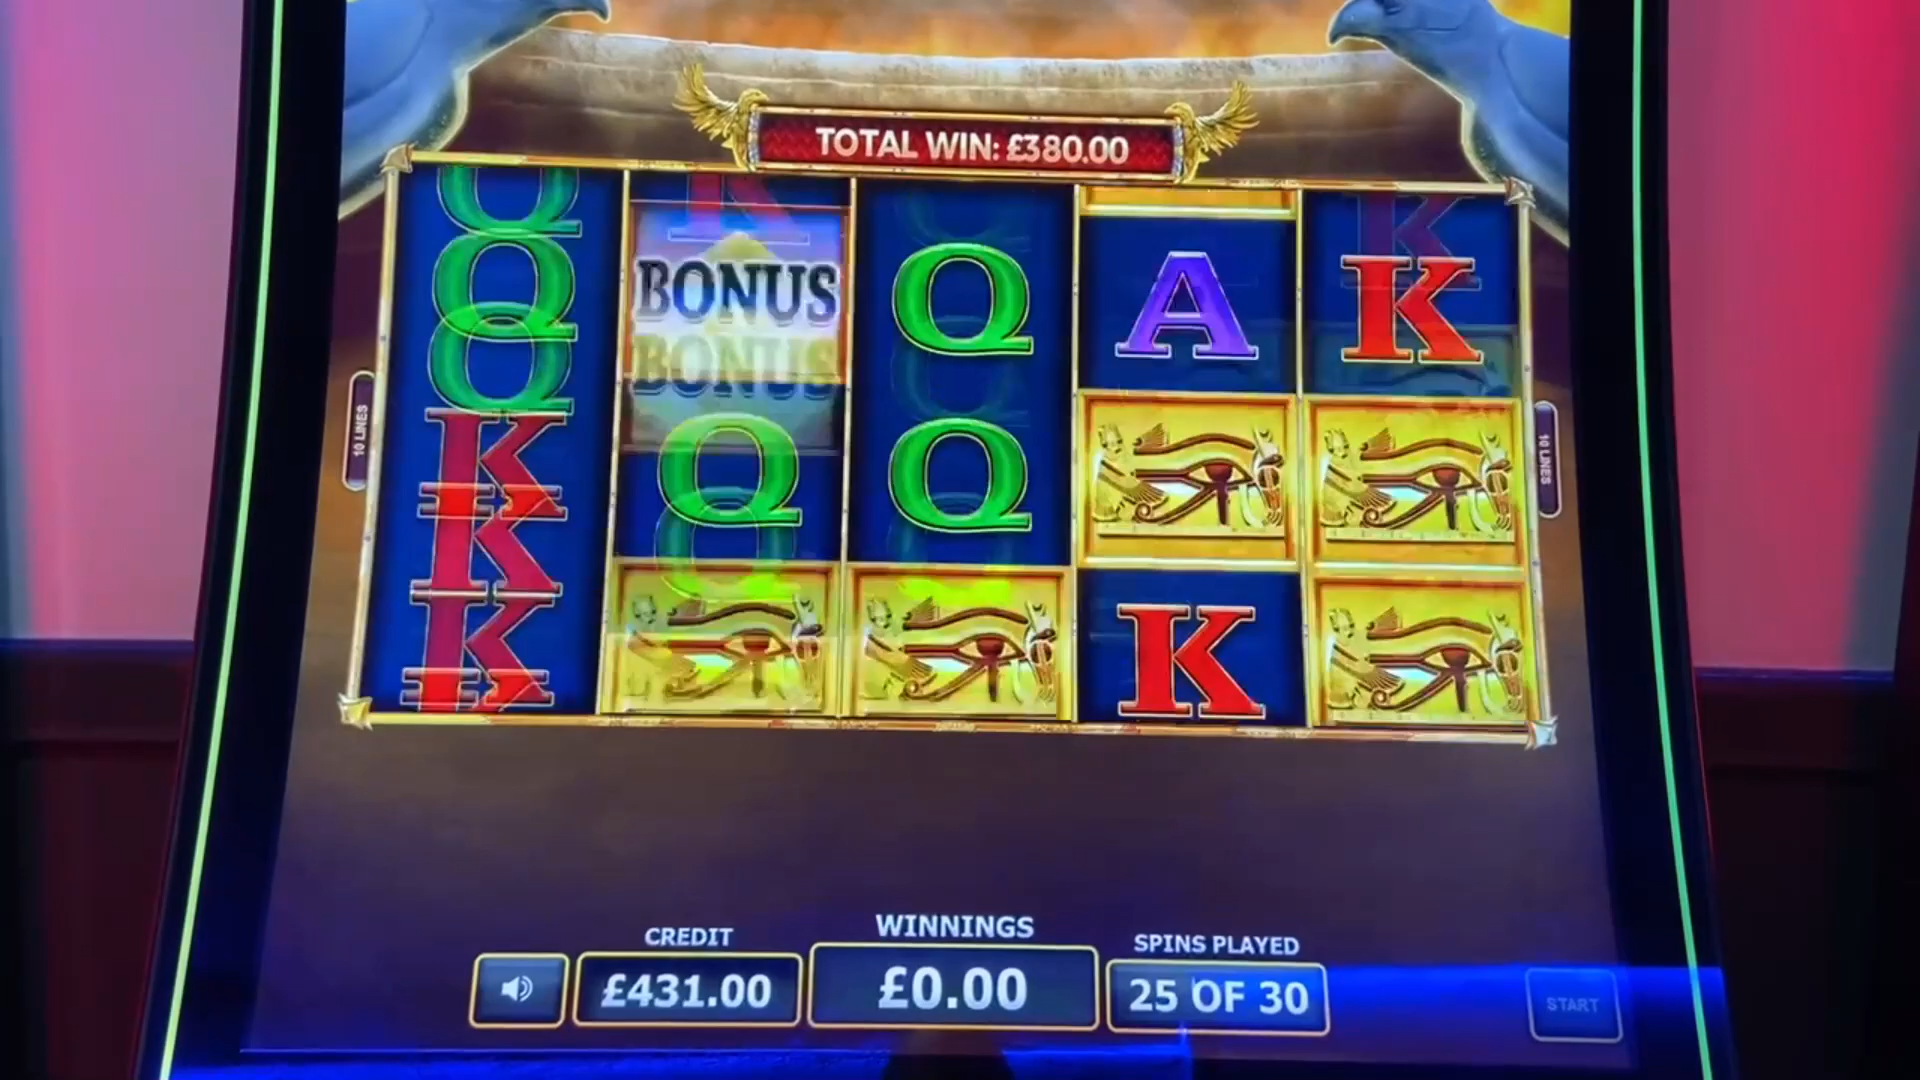 TOTAL WIN: £380.00
Q K
Q BONUS Q A K
Q BONUS
K Q Q
K Q
K K
10 LINES
10 LINES
CREDIT WINNINGS SPINS PLAYED
£431.00 £0.00 25 OF 30 START